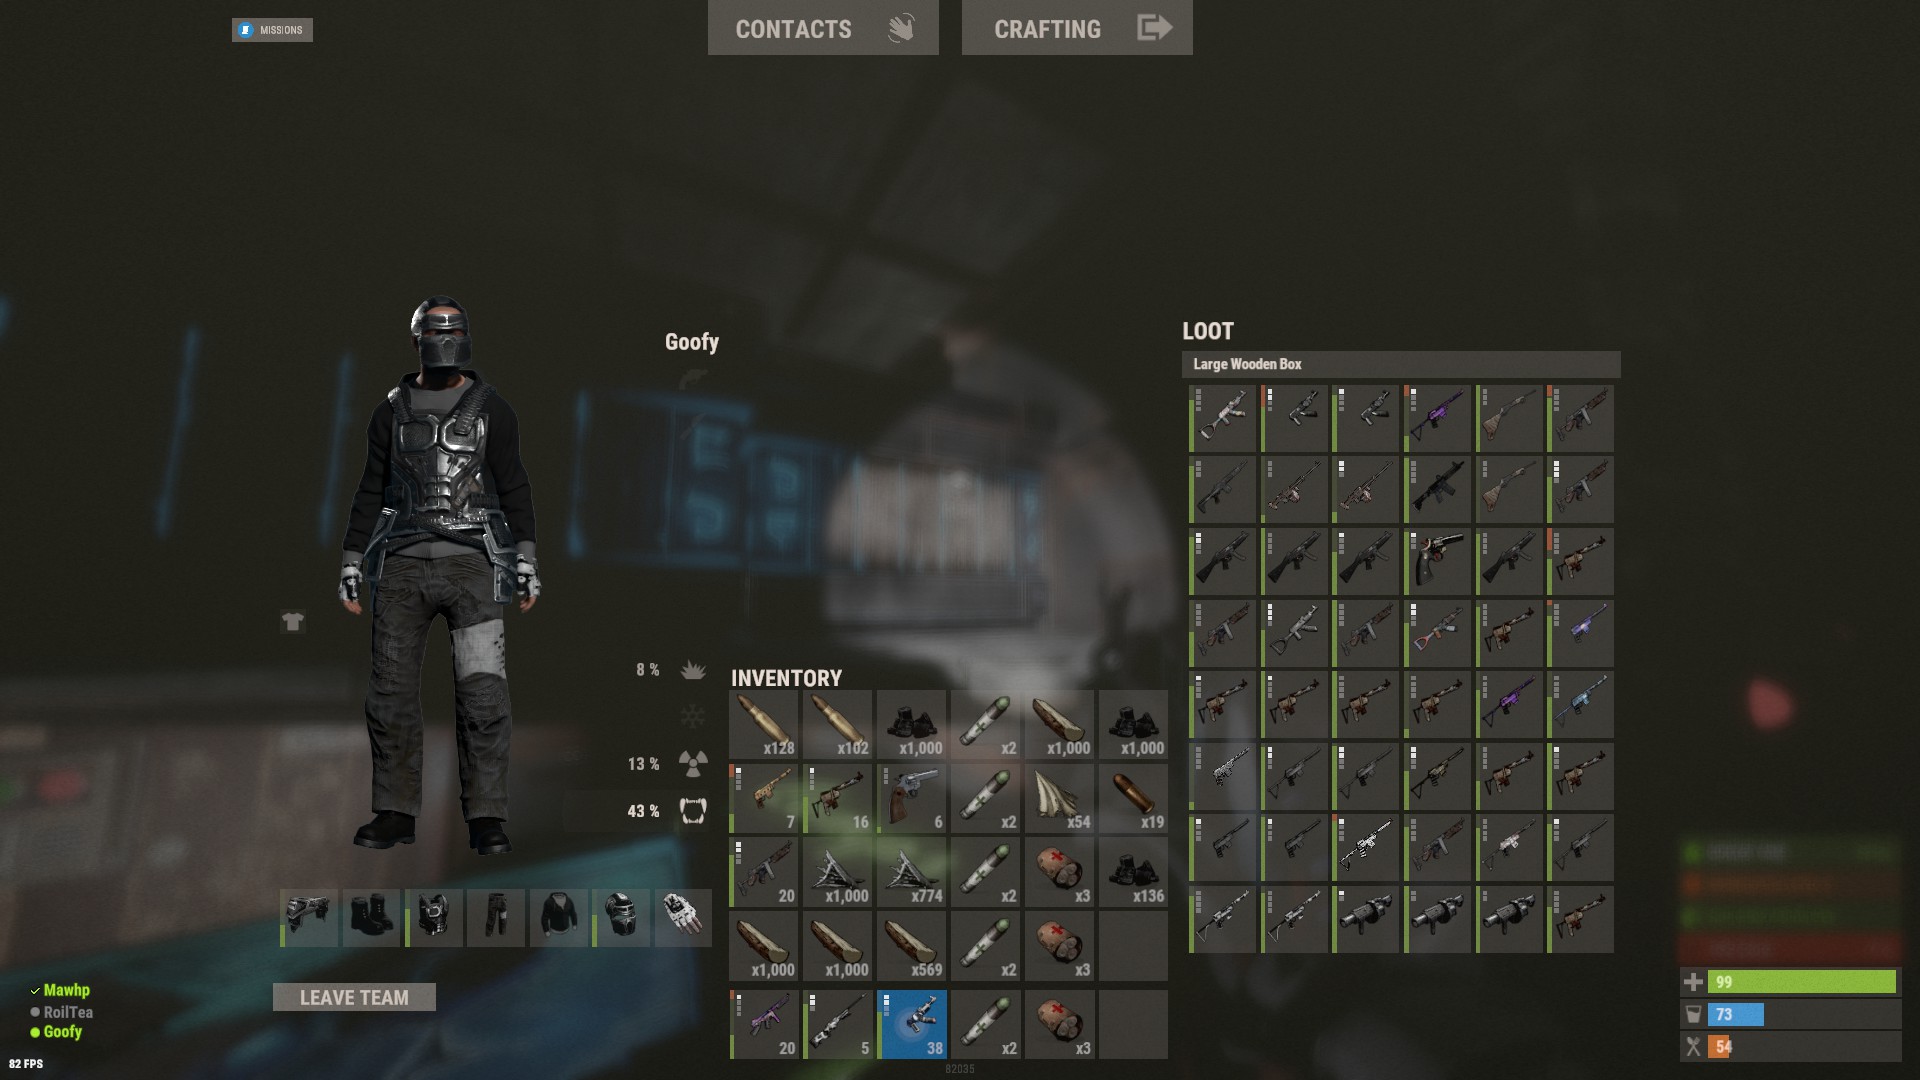 MISSIONS
CONTACTS
CRAFTING
Goofy
LOOT
Large Wooden Box
8 %
13 %
43 %
INVENTORY
x128 x102 x1,000 x2 x1,000 x1,000
7 16 6 x2 x54 x19
20 x1,000 x774 x2 x3 x136
x1,000 x1,000 x569 x2 x3
20 5 38 x2 x3
LEAVE TEAM
Mawhp
RoilTea
Goofy
82 FPS
82035
99
73
54